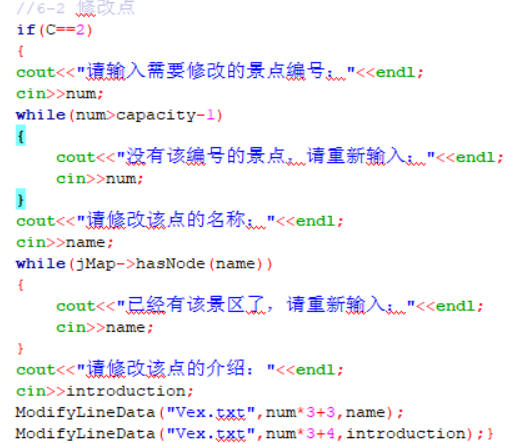 //6-2 修改点
if(C==2)
{
cout<<"请输入需要修改的景点编号："<<endl;
cin>>num;
while(num>capacity-1)
{
    cout<<"没有该编号的景点，请重新输入："<<endl;
    cin>>num;
}
cout<<"请修改该点的名称："<<endl;
cin>>name;
while(jMap->hasNode(name))
{
    cout<<"已经有该景区了，请重新输入："<<endl;
    cin>>name;
}
cout<<"请修改该点的介绍："<<endl;
cin>>introduction;
ModifyLineData("Vex.txt",num*3+3,name);
ModifyLineData("Vex.txt",num*3+4,introduction);}